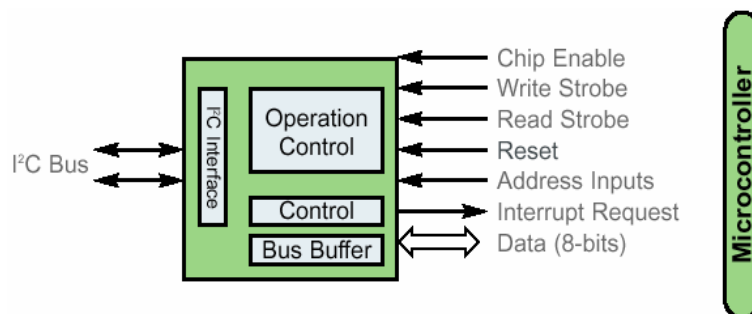 I²C Bus
I²C Interface
Operation
Control
Control
Bus Buffer
Chip Enable
Write Strobe
Read Strobe
Reset
Address Inputs
Interrupt Request
Data (8-bits)
Microcontroller